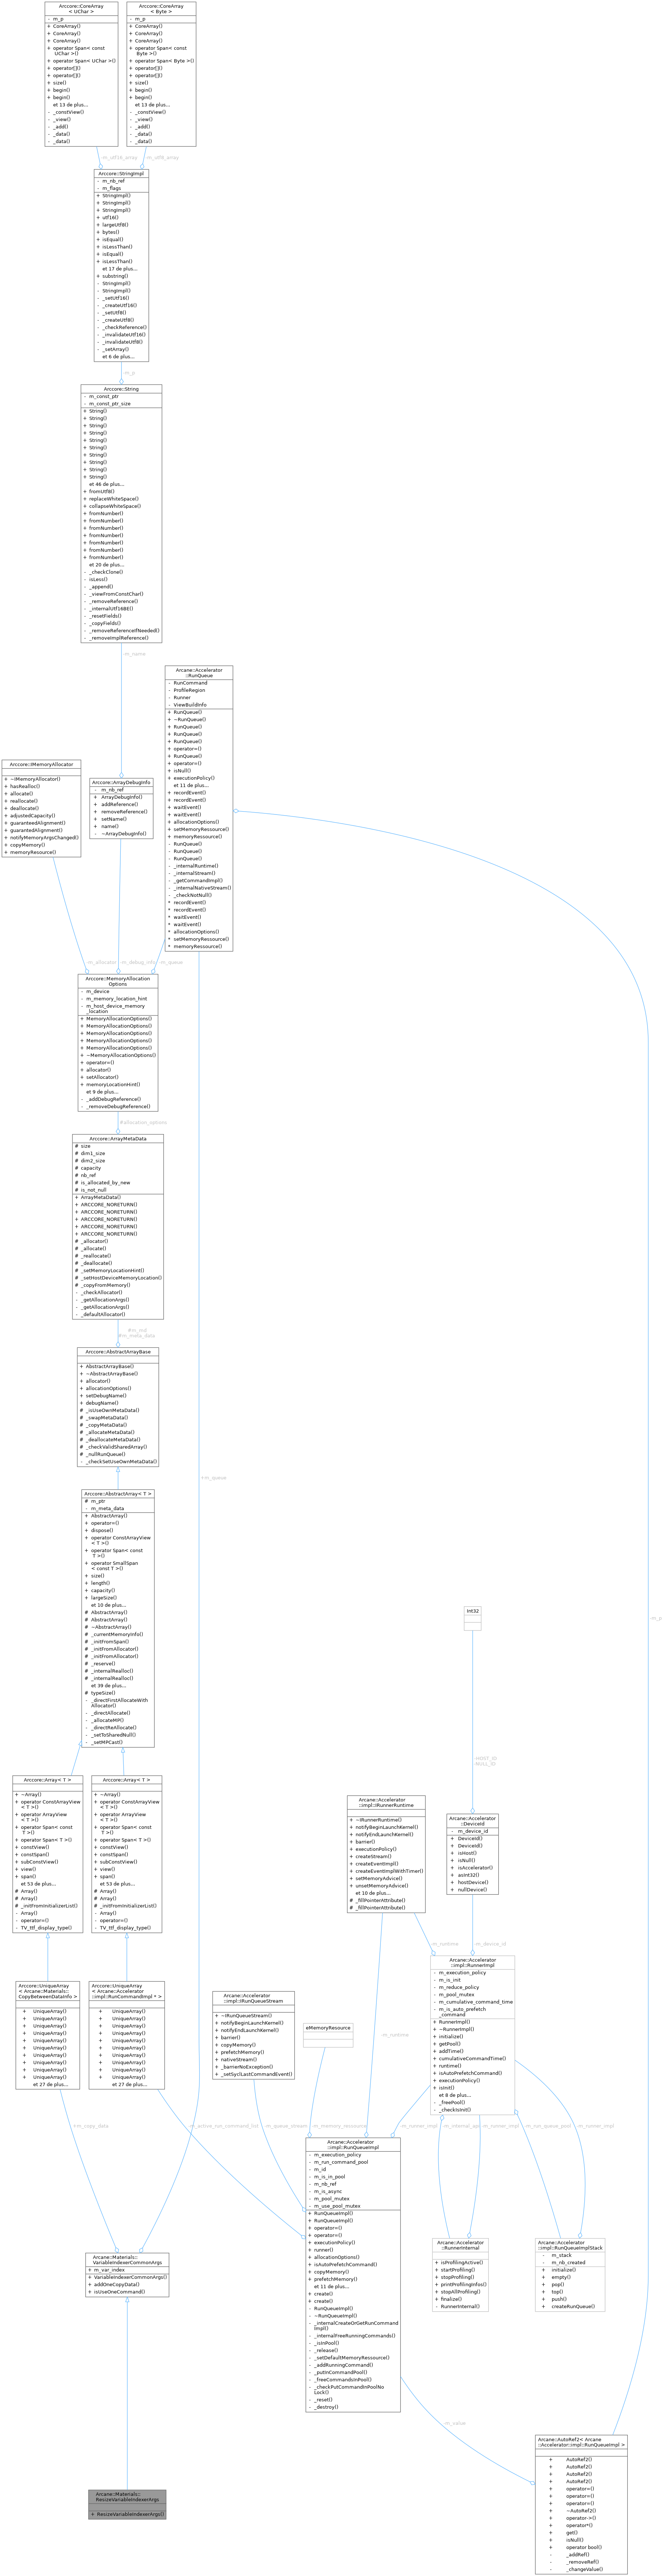 Arccore::CoreArray
< UChar >
- m_p
+ CoreArray()
+ CoreArray()
+ CoreArray()
+ operator Span< const
UChar >()
+ operator Span< UChar >()
+ operator[]()
+ operator[]()
+ size()
+ begin()
+ begin()
et 13 de plus...
- _constView()
- _view()
- _add()
- _data()
- _data()
Arccore::CoreArray
< Byte >
- m_p
+ CoreArray()
+ CoreArray()
+ CoreArray()
+ operator Span< const
Byte >()
+ operator Span< Byte >()
+ operator[]()
+ operator[]()
+ size()
+ begin()
+ begin()
et 13 de plus...
- _constView()
- _view()
- _add()
- _data()
- _data()
-m_utf16_array
-m_utf8_array
Arccore::StringImpl
- m_nb_ref
- m_flags
+ StringImpl()
+ StringImpl()
+ StringImpl()
+ utf16()
+ largeUtf8()
+ bytes()
+ isEqual()
+ isLessThan()
+ isEqual()
+ isLessThan()
et 17 de plus...
+ substring()
- StringImpl()
- StringImpl()
- _setUtf16()
- _createUtf16()
- _setUtf8()
- _createUtf8()
- _checkReference()
- _invalidateUtf16()
- _invalidateUtf8()
- _setArray()
et 6 de plus...
-m_p
Arccore::String
- m_const_ptr
- m_const_ptr_size
+ String()
+ String()
+ String()
+ String()
+ String()
+ String()
+ String()
+ String()
+ String()
+ String()
et 46 de plus...
+ fromUtf8()
+ replaceWhiteSpace()
+ collapseWhiteSpace()
+ fromNumber()
+ fromNumber()
+ fromNumber()
+ fromNumber()
+ fromNumber()
+ fromNumber()
+ fromNumber()
et 20 de plus...
- _checkClone()
- isLess()
- _append()
- _viewFromConstChar()
- _removeReference()
- _internalUtf16BE()
- _resetFields()
- _copyFields()
- _removeReferenceIfNeeded()
- _removeImplReference()
-m_name
Arccore::IMemoryAllocator
+ ~IMemoryAllocator()
+ hasRealloc()
+ allocate()
+ reallocate()
+ deallocate()
+ adjustedCapacity()
+ guaranteedAlignment()
+ guarantedAlignment()
+ notifyMemoryArgsChanged()
+ copyMemory()
+ memoryResource()
Arccore::ArrayDebugInfo
- m_nb_ref
+ ArrayDebugInfo()
+ addReference()
+ removeReference()
+ setName()
+ name()
- ~ArrayDebugInfo()
Arcane::Accelerator
::RunQueue
- RunCommand
- ProfileRegion
- Runner
- ViewBuildInfo
+ RunQueue()
+ ~RunQueue()
+ RunQueue()
+ RunQueue()
+ RunQueue()
+ operator=()
+ RunQueue()
+ operator=()
+ isNull()
+ executionPolicy()
et 11 de plus...
+ recordEvent()
+ recordEvent()
+ waitEvent()
+ waitEvent()
+ allocationOptions()
+ setMemoryRessource()
+ memoryRessource()
- RunQueue()
- RunQueue()
- RunQueue()
- _internalRuntime()
- _internalStream()
- _getCommandImpl()
- _internalNativeStream()
- _checkNotNull()
* recordEvent()
* recordEvent()
* waitEvent()
* waitEvent()
* allocationOptions()
* setMemoryRessource()
* memoryRessource()
-m_allocator
-m_debug_info
-m_queue
Arccore::MemoryAllocation
Options
- m_device
- m_memory_location_hint
- m_host_device_memory
_location
+ MemoryAllocationOptions()
+ MemoryAllocationOptions()
+ MemoryAllocationOptions()
+ MemoryAllocationOptions()
+ MemoryAllocationOptions()
+ ~MemoryAllocationOptions()
+ operator=()
+ allocator()
+ setAllocator()
+ memoryLocationHint()
et 9 de plus...
- _addDebugReference()
- _removeDebugReference()
#allocation_options
Arccore::ArrayMetaData
# size
# dim1_size
# dim2_size
# capacity
# nb_ref
# is_allocated_by_new
# is_not_null
+ ArrayMetaData()
+ ARCCORE_NORETURN()
+ ARCCORE_NORETURN()
+ ARCCORE_NORETURN()
+ ARCCORE_NORETURN()
+ ARCCORE_NORETURN()
# _allocator()
# _allocate()
# _reallocate()
# _deallocate()
# _setMemoryLocationHint()
# _setHostDeviceMemoryLocation()
# _copyFromMemory()
- _checkAllocator()
- _getAllocationArgs()
- _getAllocationArgs()
- _defaultAllocator()
#m_md
#m_meta_data
Arccore::AbstractArrayBase
+ AbstractArrayBase()
+ ~AbstractArrayBase()
+ allocator()
+ allocationOptions()
+ setDebugName()
+ debugName()
# _isUseOwnMetaData()
# _swapMetaData()
# _copyMetaData()
# _allocateMetaData()
# _deallocateMetaData()
# _checkValidSharedArray()
# _nullRunQueue()
- _checkSetUseOwnMetaData()
+m_queue
Arccore::AbstractArray< T >
# m_ptr
- m_meta_data
+ AbstractArray()
+ operator=()
+ dispose()
+ operator ConstArrayView
< T >()
+ operator Span< const
T >()
+ operator SmallSpan
< const T >()
+ size()
+ length()
+ capacity()
+ largeSize()
et 10 de plus...
# AbstractArray()
# AbstractArray()
# ~AbstractArray()
# _currentMemoryInfo()
# _initFromSpan()
# _initFromAllocator()
# _initFromAllocator()
# _reserve()
# _internalRealloc()
# _internalRealloc()
et 39 de plus...
# typeSize()
- _directFirstAllocateWith
Allocator()
- _directAllocate()
- _allocateMP()
- _directReAllocate()
- _setToSharedNull()
- _setMPCast()
Int32
-m_p
-HOST_ID
-NULL_ID
Arccore::Array< T >
+ ~Array()
+ operator ConstArrayView
< T >()
+ operator ArrayView
< T >()
+ operator Span< const
T >()
+ operator Span< T >()
+ constView()
+ constSpan()
+ subConstView()
+ view()
+ span()
et 53 de plus...
# Array()
# Array()
# _initFromInitializerList()
- Array()
- operator=()
- TV_ttf_display_type()
Arccore::Array< T >
+ ~Array()
+ operator ConstArrayView
< T >()
+ operator ArrayView
< T >()
+ operator Span< const
T >()
+ operator Span< T >()
+ constView()
+ constSpan()
+ subConstView()
+ view()
+ span()
et 53 de plus...
# Array()
# Array()
# _initFromInitializerList()
- Array()
- operator=()
- TV_ttf_display_type()
Arcane::Accelerator
::impl::IRunnerRuntime
+ ~IRunnerRuntime()
+ notifyBeginLaunchKernel()
+ notifyEndLaunchKernel()
+ barrier()
+ executionPolicy()
+ createStream()
+ createEventImpl()
+ createEventImplWithTimer()
+ setMemoryAdvice()
+ unsetMemoryAdvice()
et 10 de plus...
# _fillPointerAttribute()
# _fillPointerAttribute()
Arcane::Accelerator
::DeviceId
- m_device_id
+ DeviceId()
+ DeviceId()
+ isHost()
+ isNull()
+ isAccelerator()
+ asInt32()
+ hostDevice()
+ nullDevice()
-m_runtime
-m_device_id
Arccore::UniqueArray
< Arcane::Materials::
CopyBetweenDataInfo >
+ UniqueArray()
+ UniqueArray()
+ UniqueArray()
+ UniqueArray()
+ UniqueArray()
+ UniqueArray()
+ UniqueArray()
+ UniqueArray()
+ UniqueArray()
+ UniqueArray()
et 27 de plus...
Arccore::UniqueArray
< Arcane::Accelerator
::impl::RunCommandImpl * >
+ UniqueArray()
+ UniqueArray()
+ UniqueArray()
+ UniqueArray()
+ UniqueArray()
+ UniqueArray()
+ UniqueArray()
+ UniqueArray()
+ UniqueArray()
+ UniqueArray()
et 27 de plus...
Arcane::Accelerator
::impl::IRunQueueStream
+ ~IRunQueueStream()
+ notifyBeginLaunchKernel()
+ notifyEndLaunchKernel()
+ barrier()
+ copyMemory()
+ prefetchMemory()
+ nativeStream()
+ _barrierNoException()
+ _setSyclLastCommandEvent()
eMemoryResource
-m_runtime
Arcane::Accelerator
::impl::RunnerImpl
- m_execution_policy
- m_is_init
- m_reduce_policy
- m_pool_mutex
- m_cumulative_command_time
- m_is_auto_prefetch
_command
+ RunnerImpl()
+ ~RunnerImpl()
+ initialize()
+ getPool()
+ addTime()
+ cumulativeCommandTime()
+ runtime()
+ isAutoPrefetchCommand()
+ executionPolicy()
+ isInit()
et 8 de plus...
- _freePool()
- _checkIsInit()
+m_copy_data
-m_active_run_command_list
-m_queue_stream
-m_memory_ressource
-m_runner_impl
-m_internal_api
-m_runner_impl
-m_run_queue_pool
-m_runner_impl
Arcane::Accelerator
::impl::RunQueueImpl
- m_execution_policy
- m_run_command_pool
- m_id
- m_is_in_pool
- m_nb_ref
- m_is_async
- m_pool_mutex
- m_use_pool_mutex
+ RunQueueImpl()
+ RunQueueImpl()
+ operator=()
+ operator=()
+ executionPolicy()
+ runner()
+ allocationOptions()
+ isAutoPrefetchCommand()
+ copyMemory()
+ prefetchMemory()
et 11 de plus...
+ create()
+ create()
- RunQueueImpl()
- ~RunQueueImpl()
- _internalCreateOrGetRunCommand
Impl()
- _internalFreeRunningCommands()
- _isInPool()
- _release()
- _setDefaultMemoryRessource()
- _addRunningCommand()
- _putInCommandPool()
- _freeCommandsInPool()
- _checkPutCommandInPoolNo
Lock()
- _reset()
- _destroy()
Arcane::Accelerator
::RunnerInternal
+ isProfilingActive()
+ startProfiling()
+ stopProfiling()
+ printProfilingInfos()
+ stopAllProfiling()
+ finalize()
- RunnerInternal()
Arcane::Accelerator
::impl::RunQueueImplStack
- m_stack
- m_nb_created
+ initialize()
+ empty()
+ pop()
+ top()
+ push()
+ createRunQueue()
Arcane::Materials::
VariableIndexerCommonArgs
+ m_var_index
+ VariableIndexerCommonArgs()
+ addOneCopyData()
+ isUseOneCommand()
-m_value
Arcane::AutoRef2< Arcane
::Accelerator::impl::RunQueueImpl >
+ AutoRef2()
+ AutoRef2()
+ AutoRef2()
+ AutoRef2()
+ operator=()
+ operator=()
+ operator=()
+ ~AutoRef2()
+ operator->()
+ operator*()
+ get()
+ isNull()
+ operator bool()
- _addRef()
- _removeRef()
- _changeValue()
Arcane::Materials::
ResizeVariableIndexerArgs
+ ResizeVariableIndexerArgs()